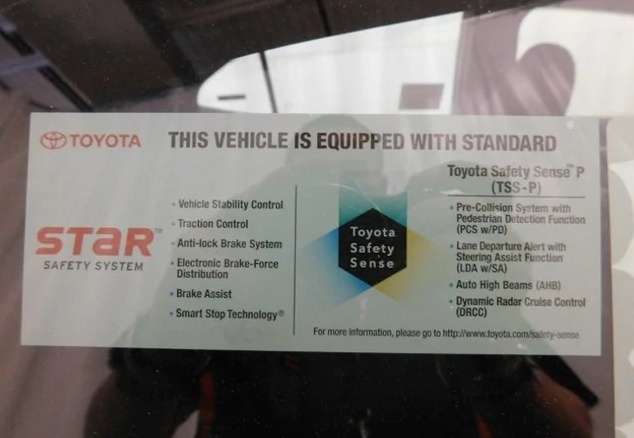 TOYOTA
THIS VEHICLE IS EQUIPPED WITH STANDARD
STAR™
SAFETY SYSTEM
• Vehicle Stability Control
• Traction Control
• Anti-lock Brake System
• Electronic Brake-Force
Distribution
• Brake Assist
• Smart Stop Technology®
Toyota
Safety
Sense
Toyota Safety Sense™ P
(TSS-P)
• Pre-Collision System with
Pedestrian Detection Function
(PCS w/PD)
• Lane Departure Alert with
Steering Assist Function
(LDA w/SA)
• Auto High Beams (AHB)
• Dynamic Radar Cruise Control
(DRCC)
For more information, please go to http://www.toyota.com/safety-sense